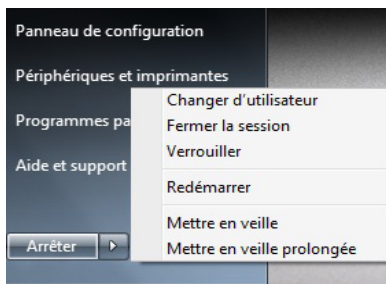 Panneau de configuration
Périphériques et imprimantes
Programmes pa
Aide et support
Changer d'utilisateur
Fermer la session
Verrouiller
Redémarrer
Mettre en veille
Mettre en veille prolongée
Arrêter